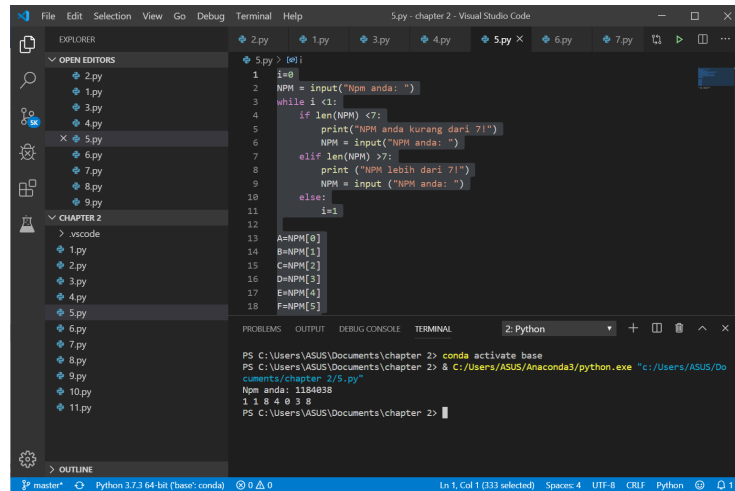 File Edit Selection View Go Debug Terminal Help 5.py - chapter 2 - Visual Studio Code
EXPLORER
OPEN EDITORS
2.py
1.py
3.py
4.py
5.py
6.py
7.py
8.py
9.py
CHAPTER 2
.vscode
1.py
2.py
3.py
4.py
5.py
6.py
7.py
8.py
9.py
10.py
11.py
OUTLINE
5K
2.py 1.py 3.py 4.py 5.py 6.py 7.py
5.py > i
1 i=0
2 NPM = input("Npm anda: ")
3 while i <1:
4     if len(NPM) <7:
5         print("NPM anda kurang dari 7!")
6         NPM = input("NPM anda: ")
7     elif len(NPM) >7:
8         print ("NPM lebih dari 7!")
9         NPM = input ("NPM anda: ")
10     else:
11         i=1
12
13 A=NPM[0]
14 B=NPM[1]
15 C=NPM[2]
16 D=NPM[3]
17 E=NPM[4]
18 F=NPM[5]
PROBLEMS OUTPUT DEBUG CONSOLE TERMINAL 2: Python
PS C:\Users\ASUS\Documents\chapter 2> conda activate base
PS C:\Users\ASUS\Documents\chapter 2> & C:/Users/ASUS/Anaconda3/python.exe "c:/Users/ASUS/Do
cuments/chapter 2/5.py"
Npm anda: 1184038
1 1 8 4 0 3 8
PS C:\Users\ASUS\Documents\chapter 2>
master* Python 3.7.3 64-bit ('base': conda) 0 0 Ln 1, Col 1 (333 selected) Spaces: 4 UTF-8 CRLF Python 1